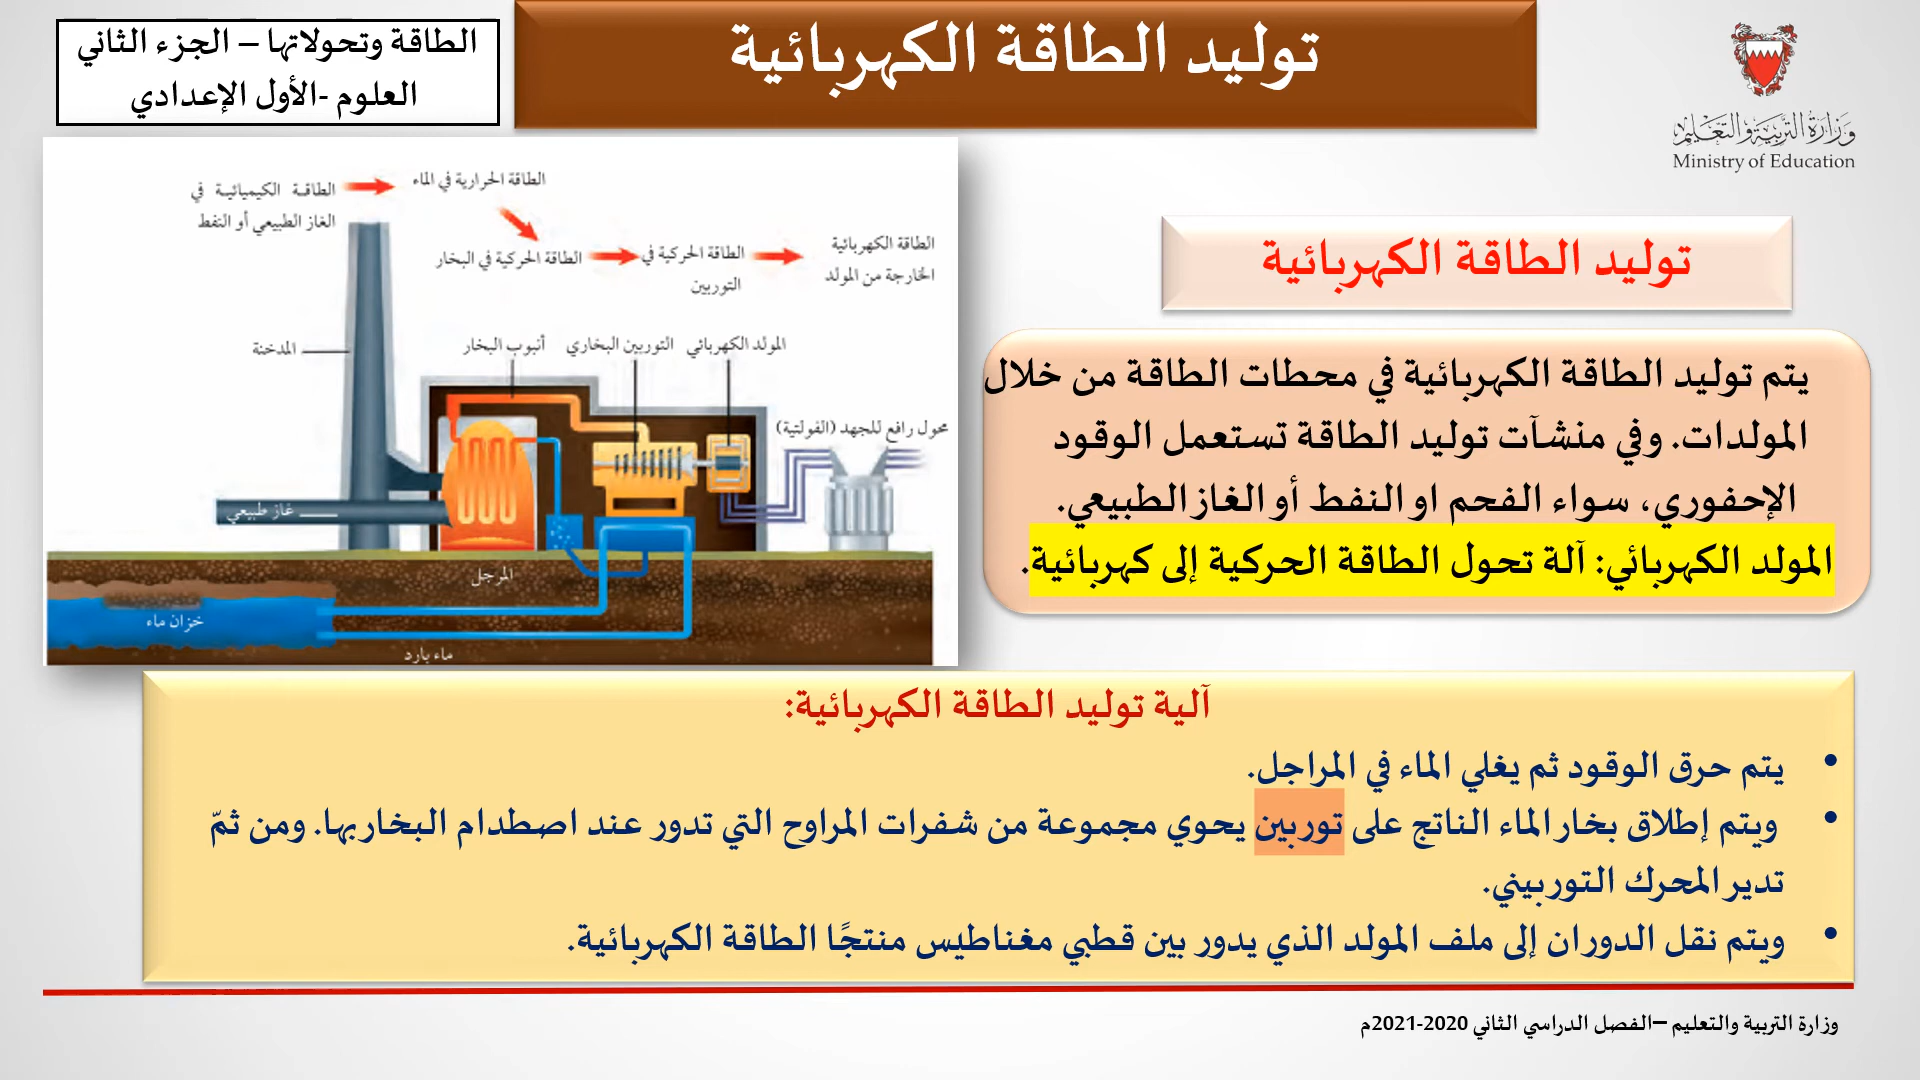 توليد الطاقة الكهربائية
الطاقة وتحولاتها – الجزء الثاني
العلوم -الأول الإعدادي
وزارة التربية والتعليم
Ministry of Education
الطاقة الكيميائية في
الغاز الطبيعي أو النفط
الطاقة الحرارية في الماء
الطاقة الحركية في البخار
الطاقة الحركية في
التوربين
الطاقة الكهربائية
الخارجة من المولد
المدخنة
أنبوب البخار
التوربين البخاري
المولد الكهربائي
محول رافع للجهد (الفولتية)
غاز طبيعي
المرجل
خزان ماء
ماء بارد
توليد الطاقة الكهربائية
يتم توليد الطاقة الكهربائية في محطات الطاقة من خلال
المولدات. وفي منشآت توليد الطاقة تستعمل الوقود
الإحفوري، سواء الفحم او النفط أو الغاز الطبيعي.
المولد الكهربائي: آلة تحول الطاقة الحركية إلى كهربائية.
آلية توليد الطاقة الكهربائية:
• يتم حرق الوقود ثم يغلي الماء في المراجل.
• ويتم إطلاق بخار الماء الناتج على توربين يحوي مجموعة من شفرات المراوح التي تدور عند اصطدام البخار بها. ومن ثمّ
تدير المحرك التوربيني.
• ويتم نقل الدوران إلى ملف المولد الذي يدور بين قطبي مغناطيس منتجًا الطاقة الكهربائية.
وزارة التربية والتعليم –الفصل الدراسي الثاني 2020-2021م